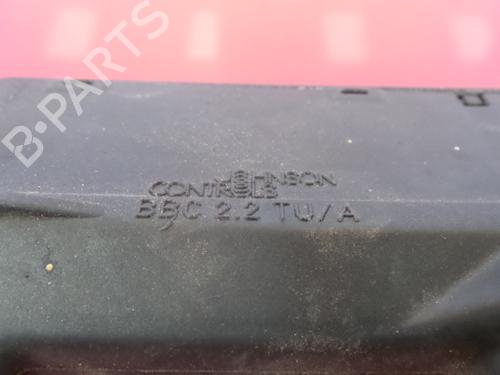 B-PARTS
JOHNSON
CONTROLS
BBC 2.2 TU/A